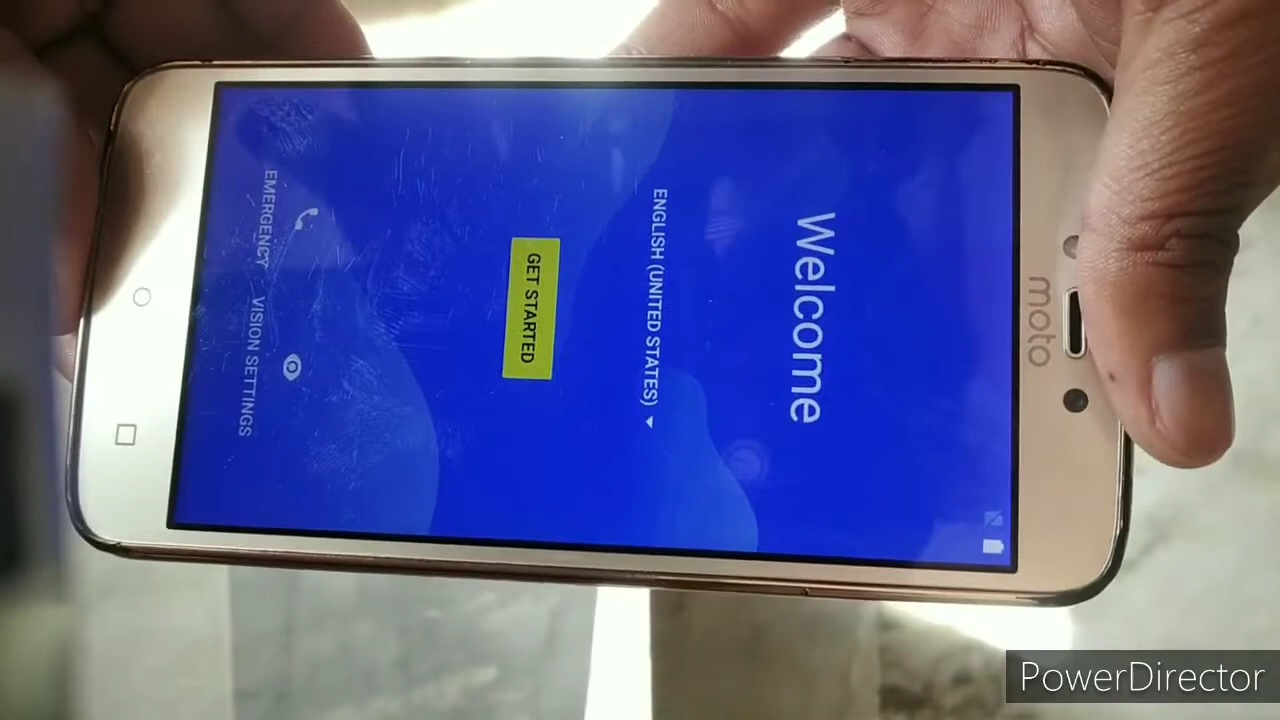 moto
Welcome
ENGLISH (UNITED STATES)
GET STARTED
EMERGENCY
VISION SETTINGS
PowerDirector